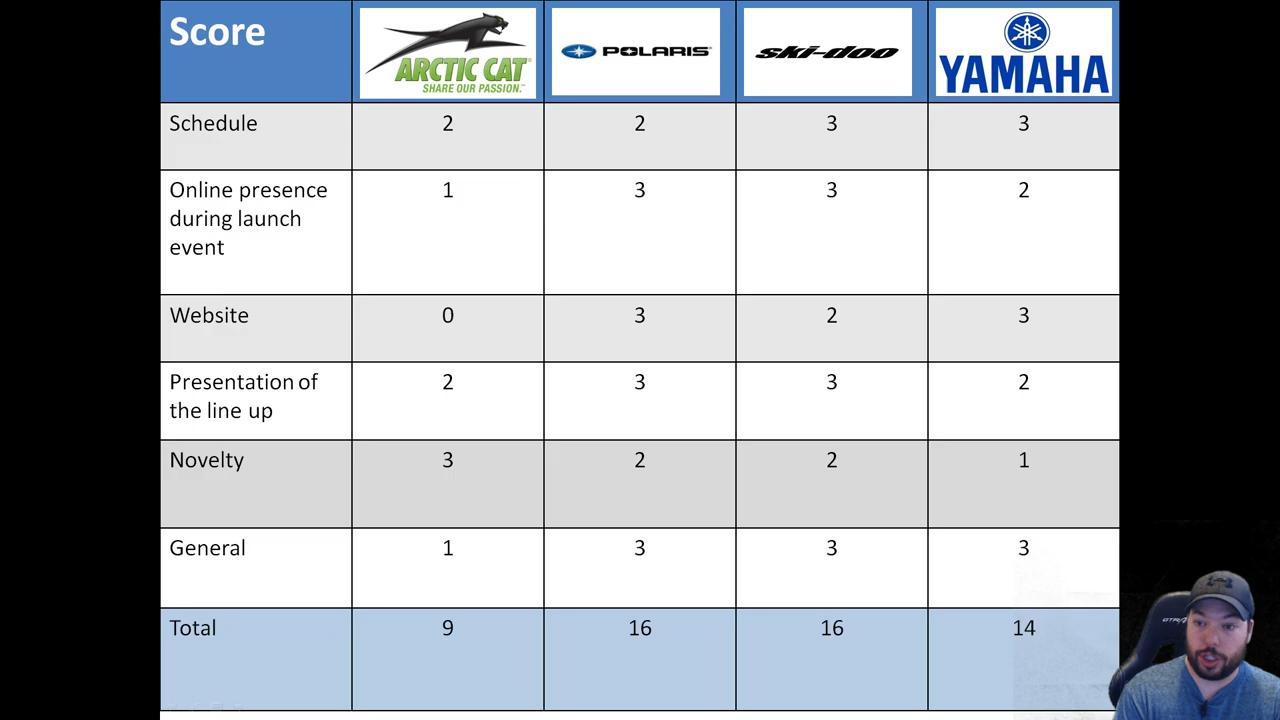 Score
ARCTIC CAT
SHARE OUR PASSION.™
POLARIS®
ski-doo
YAMAHA
Schedule 2 2 3 3
Online presence
during launch
event
1 3 3 2
Website 0 3 2 3
Presentation of
the line up
2 3 3 2
Novelty 3 2 2 1
General 1 3 3 3
Total 9 16 16 14